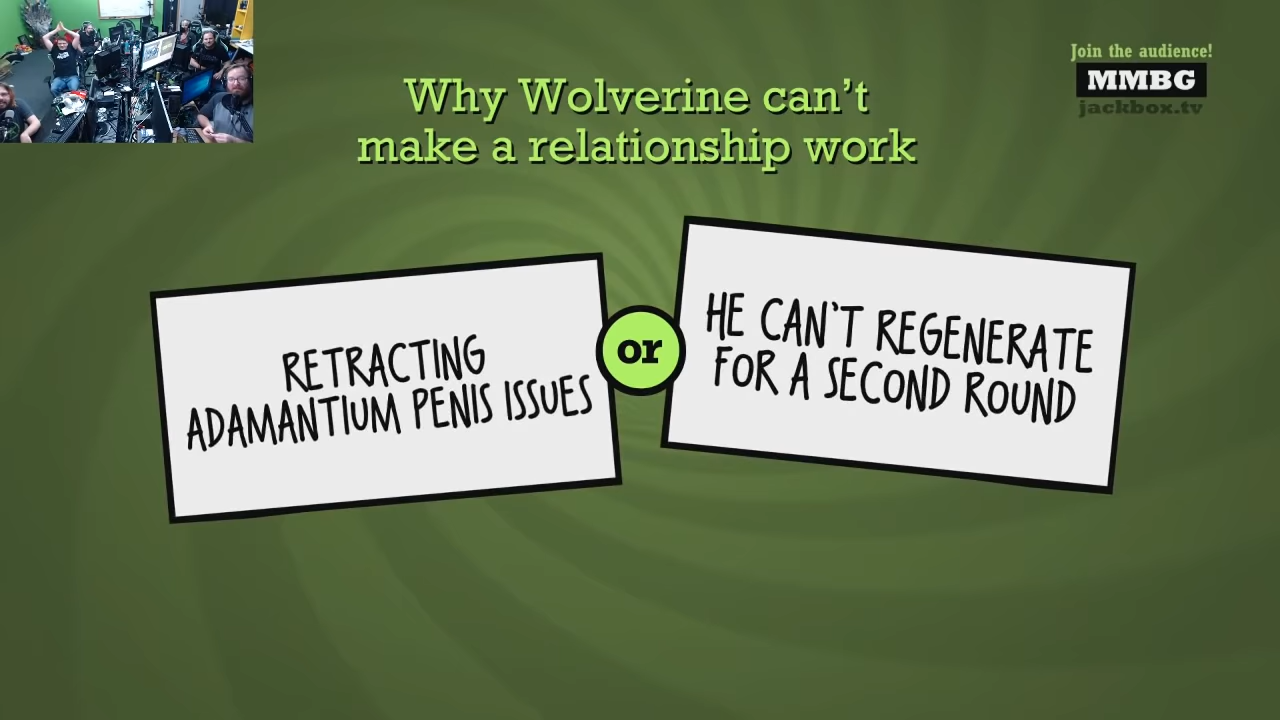 Why Wolverine can't
make a relationship work
Join the audience!
MMBG
jackbox.tv
RETRACTING
ADAMANTIUM PENIS ISSUES
or
HE CAN'T REGENERATE
FOR A SECOND ROUND